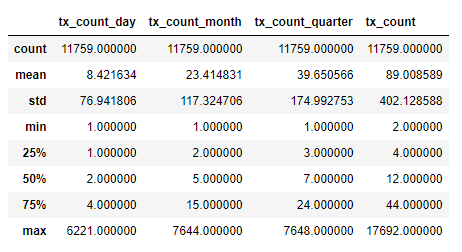 tx_count_day tx_count_month tx_count_quarter tx_count
count 11759.000000 11759.000000 11759.000000 11759.000000
mean 8.421634 23.414831 39.650566 89.008589
std 76.941806 117.324706 174.992753 402.128588
min 1.000000 1.000000 1.000000 2.000000
25% 1.000000 2.000000 3.000000 4.000000
50% 2.000000 5.000000 7.000000 12.000000
75% 4.000000 15.000000 24.000000 44.000000
max 6221.000000 7644.000000 7648.000000 17692.000000